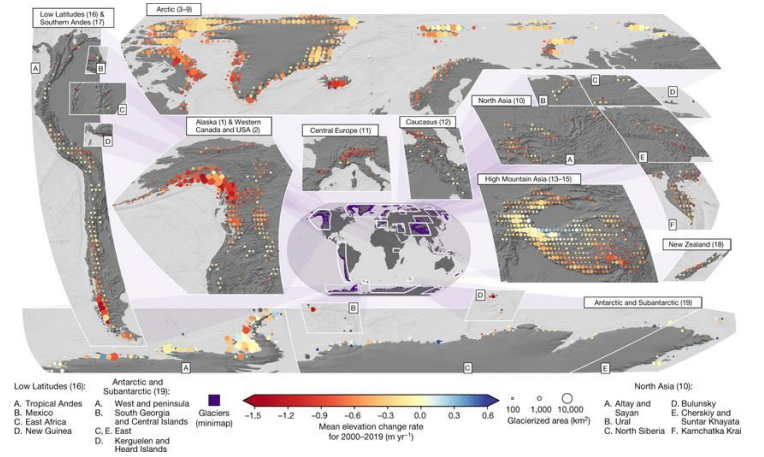 Low Latitudes (16) &
Southern Andes (17)
Arctic (3–9)
A
B
C
D
Alaska (1) & Western
Canada and USA (2)
Central Europe (11)
Caucasus (12)
North Asia (10)
B
C
D
A
E
F
High Mountain Asia (13–15)
New Zealand (18)
Antarctic and Subantarctic (19)
A
B
D
C
E
Low Latitudes (16):
A. Tropical Andes
B. Mexico
C. East Africa
D. New Guinea
Antarctic and
Subantarctic (19):
A. West and peninsula
B. South Georgia
and Central Islands
C, E. East
D. Kerguelen and
Heard Islands
Glaciers
(minimap)
−1.5 −1.2 −0.9 −0.6 −0.3 0.0 0.3 0.6
Mean elevation change rate
for 2000–2019 (m yr⁻¹)
100 1,000 10,000
Glacierized area (km²)
North Asia (10):
A. Altay and
Sayan
B. Ural
C. North Siberia
D. Bulunsky
E. Cherskiy and
Suntar Khayata
F. Kamchatka Krai